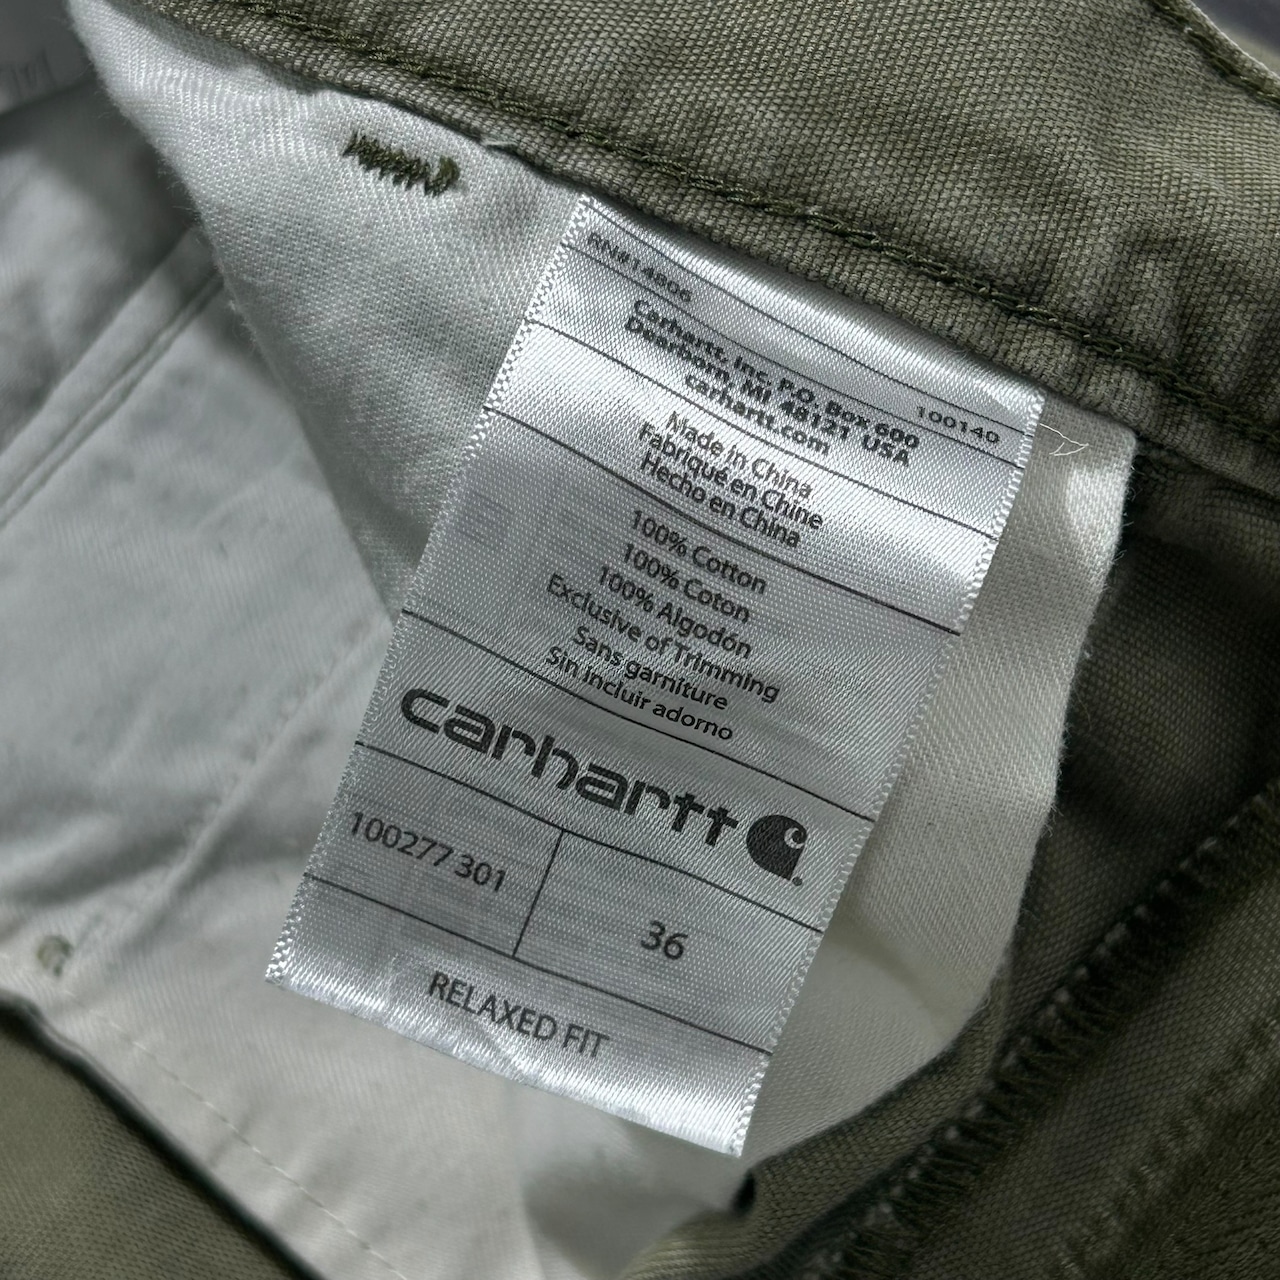 RN#14806
100140
Carhartt, Inc. P.O. Box 600
Dearborn, MI 48121 USA
carhartt.com
Made in China
Fabriqué en Chine
Hecho en China
100% Cotton
100% Coton
100% Algodón
Exclusive of Trimming
Sans garniture
Sin incluir adorno
carhartt
100277 301
36
RELAXED FIT